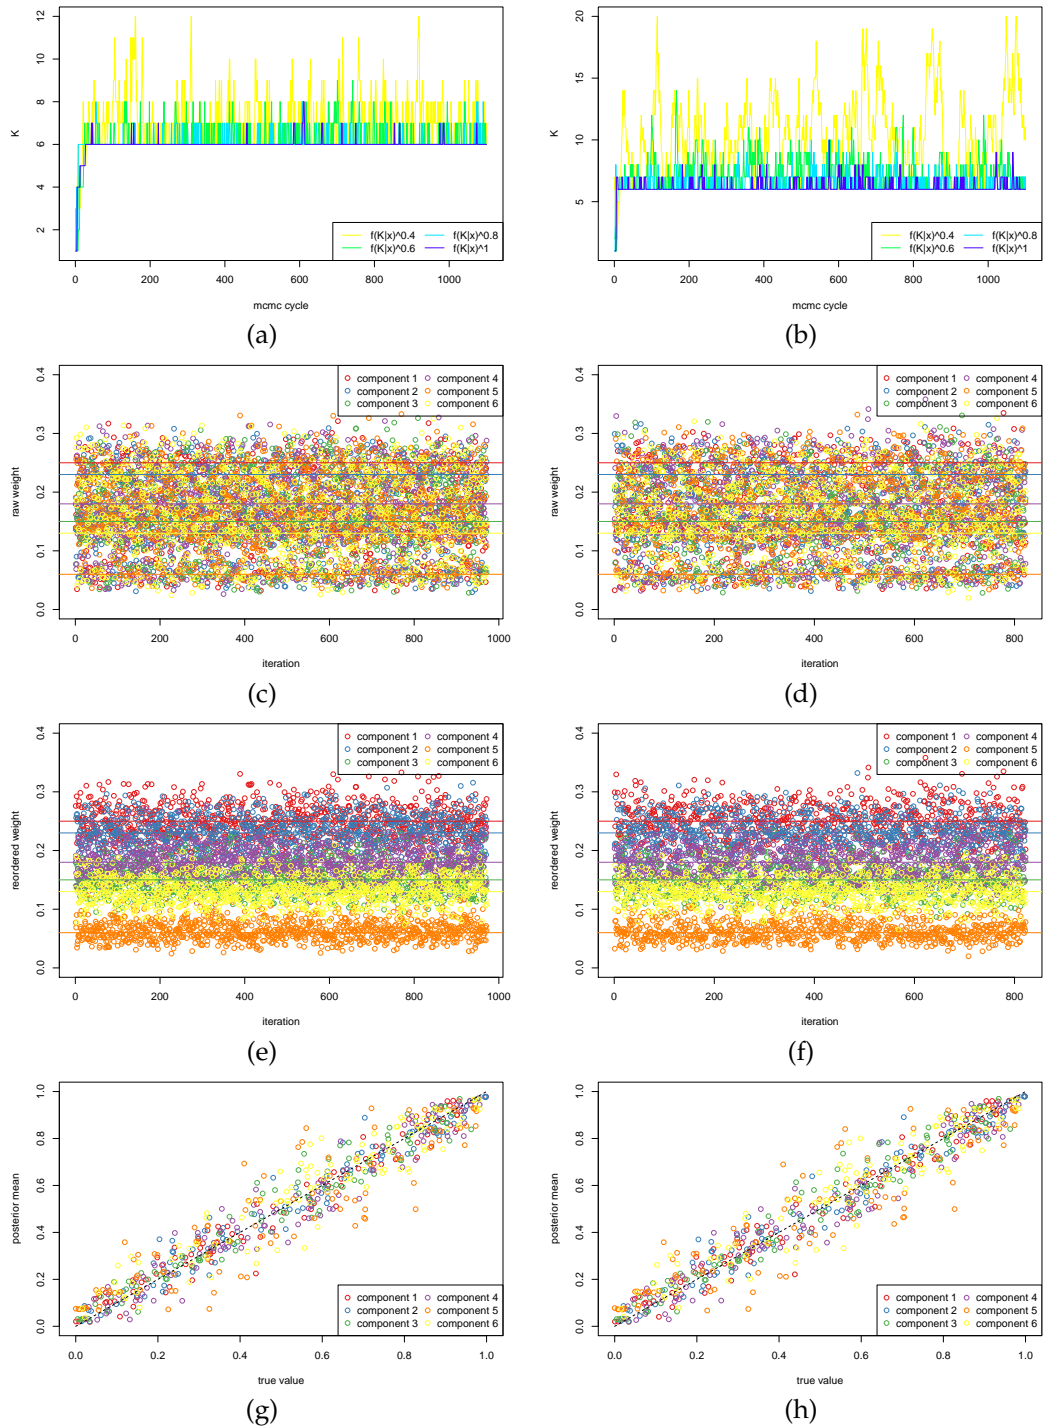 K
12
10
8
6
4
2
f(K|x)^0.4 f(K|x)^0.8
f(K|x)^0.6 f(K|x)^1
0 200 400 600 800 1000
mcmc cycle
(a)
K
20
15
10
5
f(K|x)^0.4 f(K|x)^0.8
f(K|x)^0.6 f(K|x)^1
0 200 400 600 800 1000
mcmc cycle
(b)
raw weight
0.4
0.3
0.2
0.1
0.0
component 1 component 4
component 2 component 5
component 3 component 6
0 200 400 600 800 1000
iteration
(c)
raw weight
0.4
0.3
0.2
0.1
0.0
component 1 component 4
component 2 component 5
component 3 component 6
0 200 400 600 800
iteration
(d)
reordered weight
0.4
0.3
0.2
0.1
0.0
component 1 component 4
component 2 component 5
component 3 component 6
0 200 400 600 800 1000
iteration
(e)
reordered weight
0.4
0.3
0.2
0.1
0.0
component 1 component 4
component 2 component 5
component 3 component 6
0 200 400 600 800
iteration
(f)
posterior mean
1.0
0.8
0.6
0.4
0.2
0.0
component 1 component 4
component 2 component 5
component 3 component 6
0.0 0.2 0.4 0.6 0.8 1.0
true value
(g)
posterior mean
1.0
0.8
0.6
0.4
0.2
0.0
component 1 component 4
component 2 component 5
component 3 component 6
0.0 0.2 0.4 0.6 0.8 1.0
true value
(h)